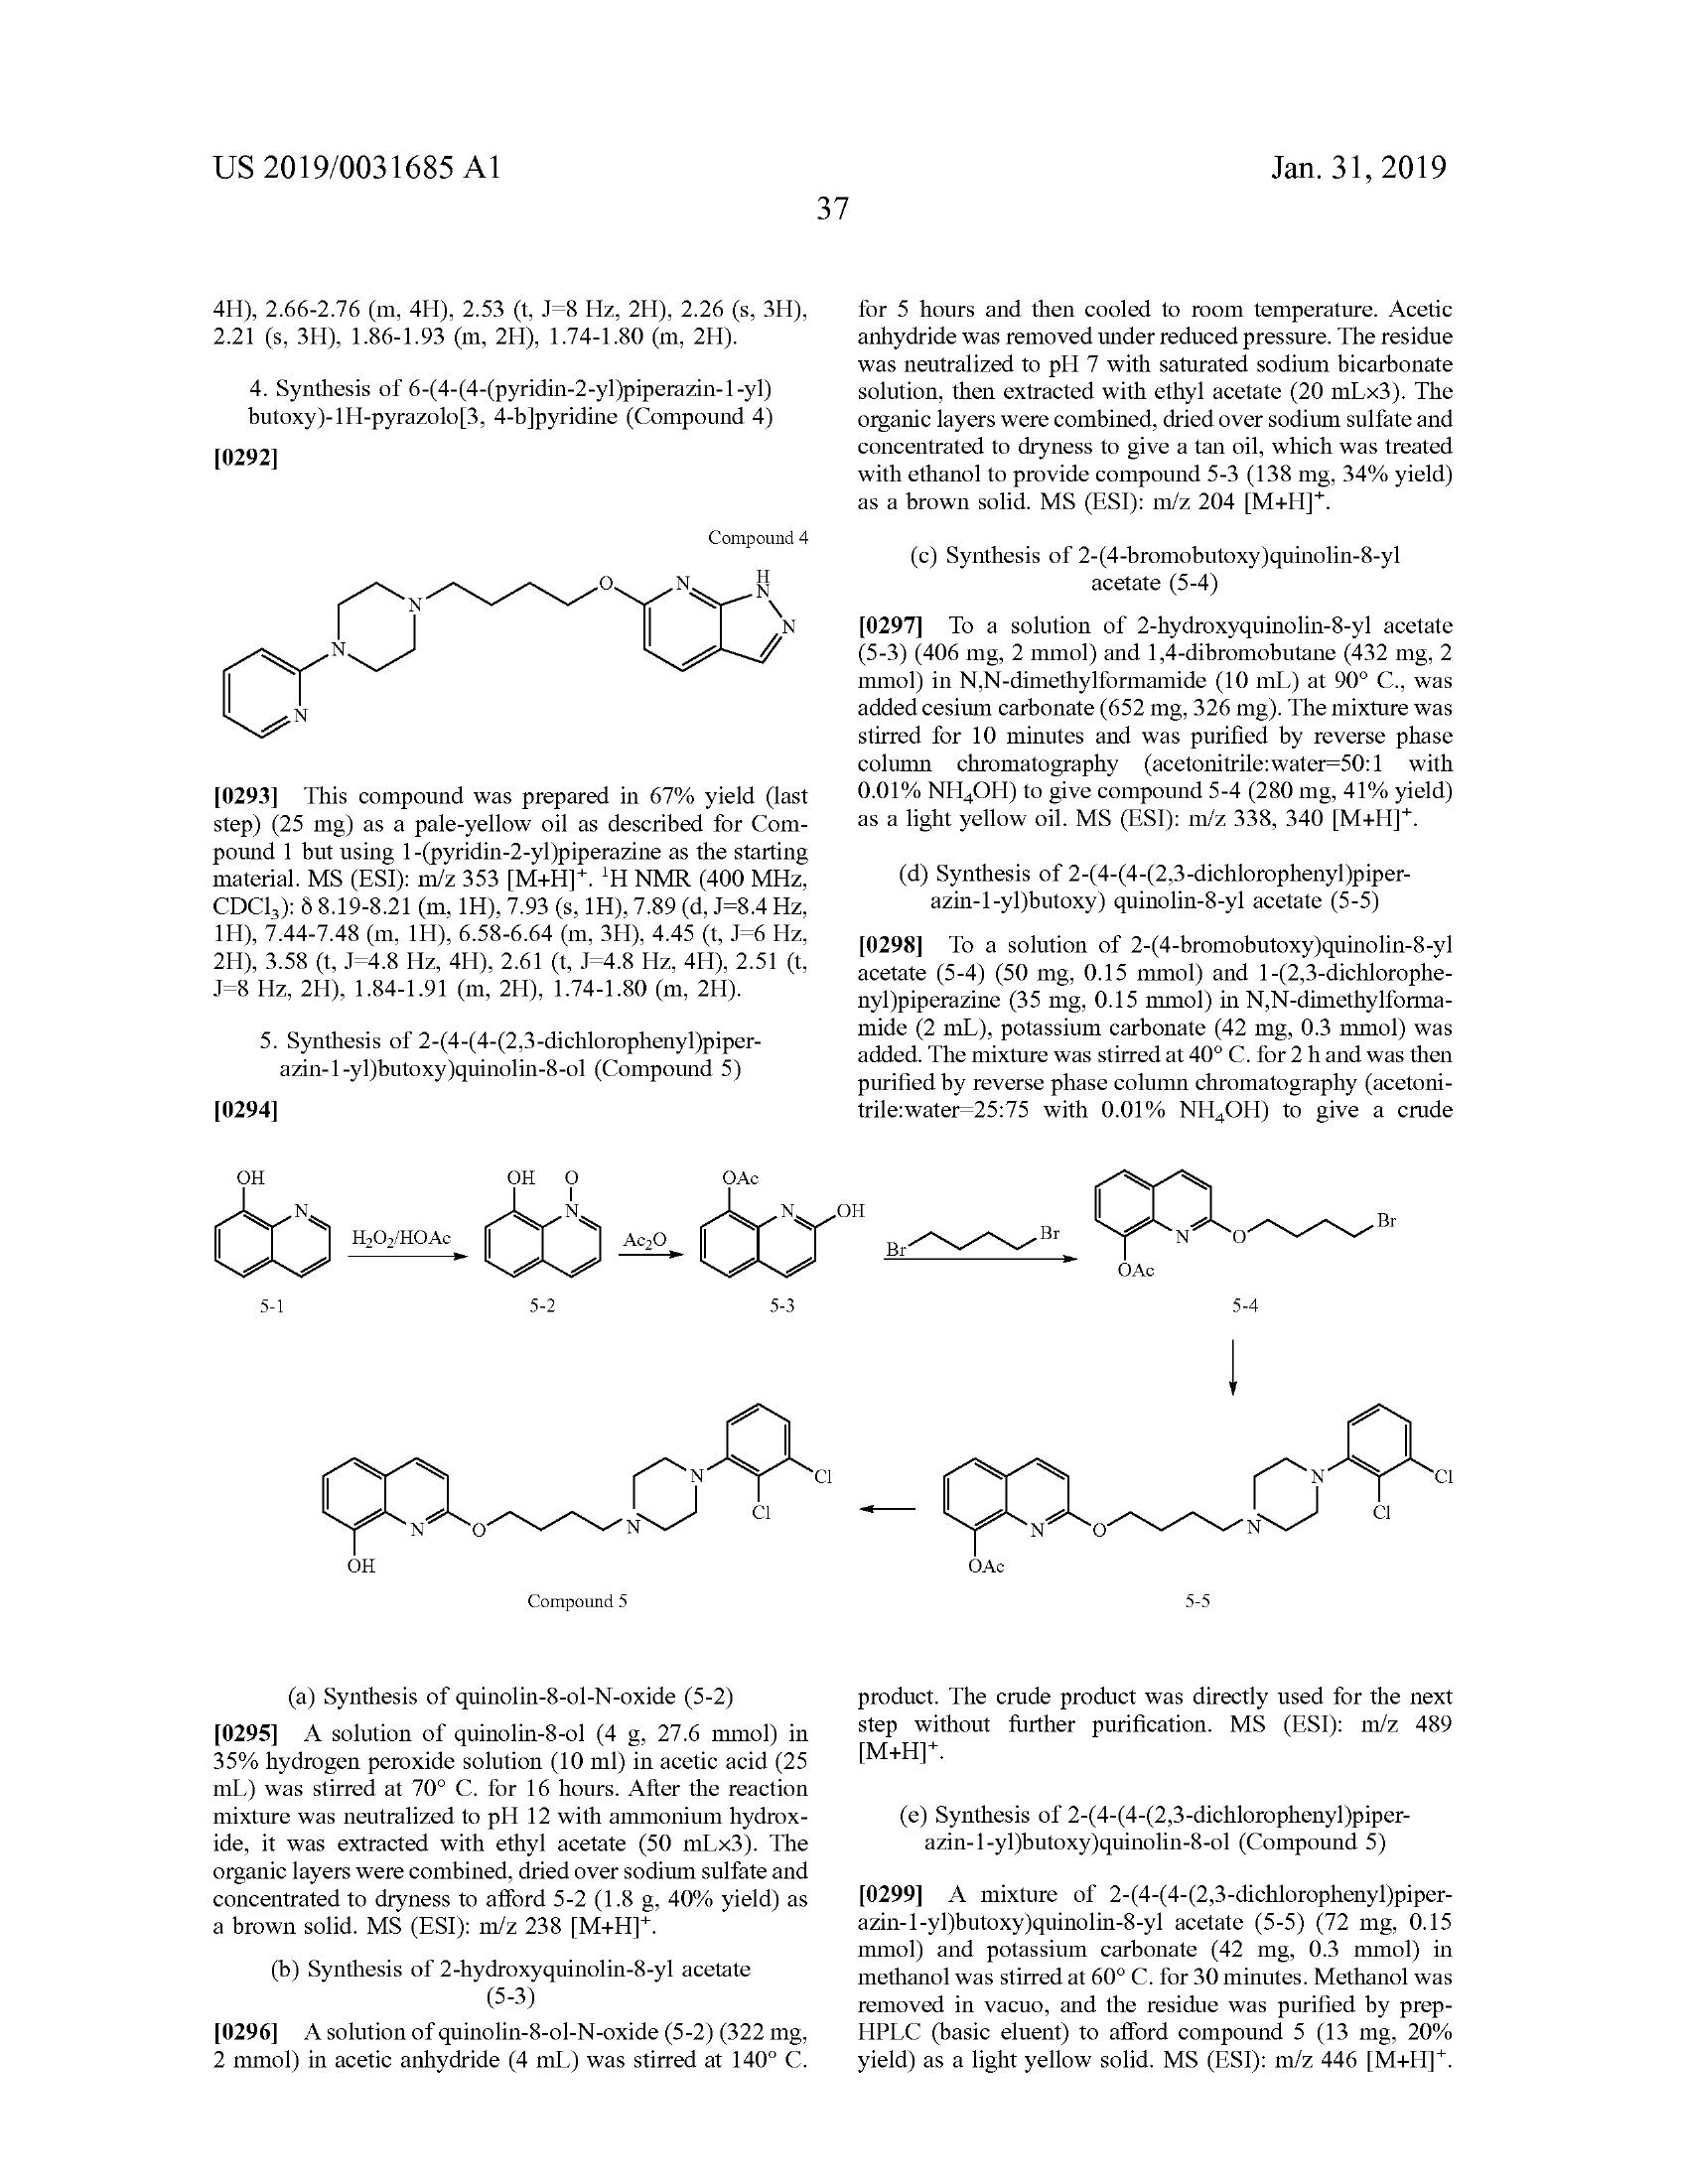 US 2019/0031685 A1
Jan. 31, 2019
37
4H), 2.66-2.76 (m, 4H), 2.53 (t, J=8 Hz, 2H), 2.26 (s, 3H),
2.21 (s, 3H), 1.86-1.93 (m, 2H), 1.74-1.80 (m, 2H).
4. Synthesis of 6-(4-(4-(pyridin-2-yl)piperazin-1-yl)
butoxy)-1H-pyrazolo[3, 4-b]pyridine (Compound 4)
[0292]
Compound 4
O
N
H
N
N
N
N
N
[0293] This compound was prepared in 67% yield (last
step) (25 mg) as a pale-yellow oil as described for Com-
pound 1 but using 1-(pyridin-2-yl)piperazine as the starting
material. MS (ESI): m/z 353 [M+H]⁺. ¹H NMR (400 MHz,
CDCl₃): δ 8.19-8.21 (m, 1H), 7.93 (s, 1H), 7.89 (d, J=8.4 Hz,
1H), 7.44-7.48 (m, 1H), 6.58-6.64 (m, 3H), 4.45 (t, J=6 Hz,
2H), 3.58 (t, J=4.8 Hz, 4H), 2.61 (t, J=4.8 Hz, 4H), 2.51 (t,
J=8 Hz, 2H), 1.84-1.91 (m, 2H), 1.74-1.80 (m, 2H).
5. Synthesis of 2-(4-(4-(2,3-dichlorophenyl)piper-
azin-1-yl)butoxy)quinolin-8-ol (Compound 5)
[0294]
for 5 hours and then cooled to room temperature. Acetic
anhydride was removed under reduced pressure. The residue
was neutralized to pH 7 with saturated sodium bicarbonate
solution, then extracted with ethyl acetate (20 mLx3). The
organic layers were combined, dried over sodium sulfate and
concentrated to dryness to give a tan oil, which was treated
with ethanol to provide compound 5-3 (138 mg, 34% yield)
as a brown solid. MS (ESI): m/z 204 [M+H]⁺.
(c) Synthesis of 2-(4-bromobutoxy)quinolin-8-yl
acetate (5-4)
[0297] To a solution of 2-hydroxyquinolin-8-yl acetate
(5-3) (406 mg, 2 mmol) and 1,4-dibromobutane (432 mg, 2
mmol) in N,N-dimethylformamide (10 mL) at 90° C., was
added cesium carbonate (652 mg, 326 mg). The mixture was
stirred for 10 minutes and was purified by reverse phase
column chromatography (acetonitrile:water=50:1 with
0.01% NH₄OH) to give compound 5-4 (280 mg, 41% yield)
as a light yellow oil. MS (ESI): m/z 338, 340 [M+H]⁺.
(d) Synthesis of 2-(4-(4-(2,3-dichlorophenyl)piper-
azin-1-yl)butoxy) quinolin-8-yl acetate (5-5)
[0298] To a solution of 2-(4-bromobutoxy)quinolin-8-yl
acetate (5-4) (50 mg, 0.15 mmol) and 1-(2,3-dichlorophe-
nyl)piperazine (35 mg, 0.15 mmol) in N,N-dimethylforma-
mide (2 mL), potassium carbonate (42 mg, 0.3 mmol) was
added. The mixture was stirred at 40° C. for 2 h and was then
purified by reverse phase column chromatography (acetoni-
trile:water=25:75 with 0.01% NH₄OH) to give a crude
OH
N
5-1
H₂O₂/HOAc
OH O
N
5-2
Ac₂O
OAc
N OH
5-3
Br Br
N O Br
OAc
5-4
N O N N Cl
Cl
OH
Compound 5
N O N N Cl
Cl
OAc
5-5
(a) Synthesis of quinolin-8-ol-N-oxide (5-2)
[0295] A solution of quinolin-8-ol (4 g, 27.6 mmol) in
35% hydrogen peroxide solution (10 ml) in acetic acid (25
mL) was stirred at 70° C. for 16 hours. After the reaction
mixture was neutralized to pH 12 with ammonium hydrox-
ide, it was extracted with ethyl acetate (50 mLx3). The
organic layers were combined, dried over sodium sulfate and
concentrated to dryness to afford 5-2 (1.8 g, 40% yield) as
a brown solid. MS (ESI): m/z 238 [M+H]⁺.
(b) Synthesis of 2-hydroxyquinolin-8-yl acetate
(5-3)
[0296] A solution of quinolin-8-ol-N-oxide (5-2) (322 mg,
2 mmol) in acetic anhydride (4 mL) was stirred at 140° C.
product. The crude product was directly used for the next
step without further purification. MS (ESI): m/z 489
[M+H]⁺.
(e) Synthesis of 2-(4-(4-(2,3-dichlorophenyl)piper-
azin-1-yl)butoxy)quinolin-8-ol (Compound 5)
[0299] A mixture of 2-(4-(4-(2,3-dichlorophenyl)piper-
azin-1-yl)butoxy)quinolin-8-yl acetate (5-5) (72 mg, 0.15
mmol) and potassium carbonate (42 mg, 0.3 mmol) in
methanol was stirred at 60° C. for 30 minutes. Methanol was
removed in vacuo, and the residue was purified by prep-
HPLC (basic eluent) to afford compound 5 (13 mg, 20%
yield) as a light yellow solid. MS (ESI): m/z 446 [M+H]⁺.